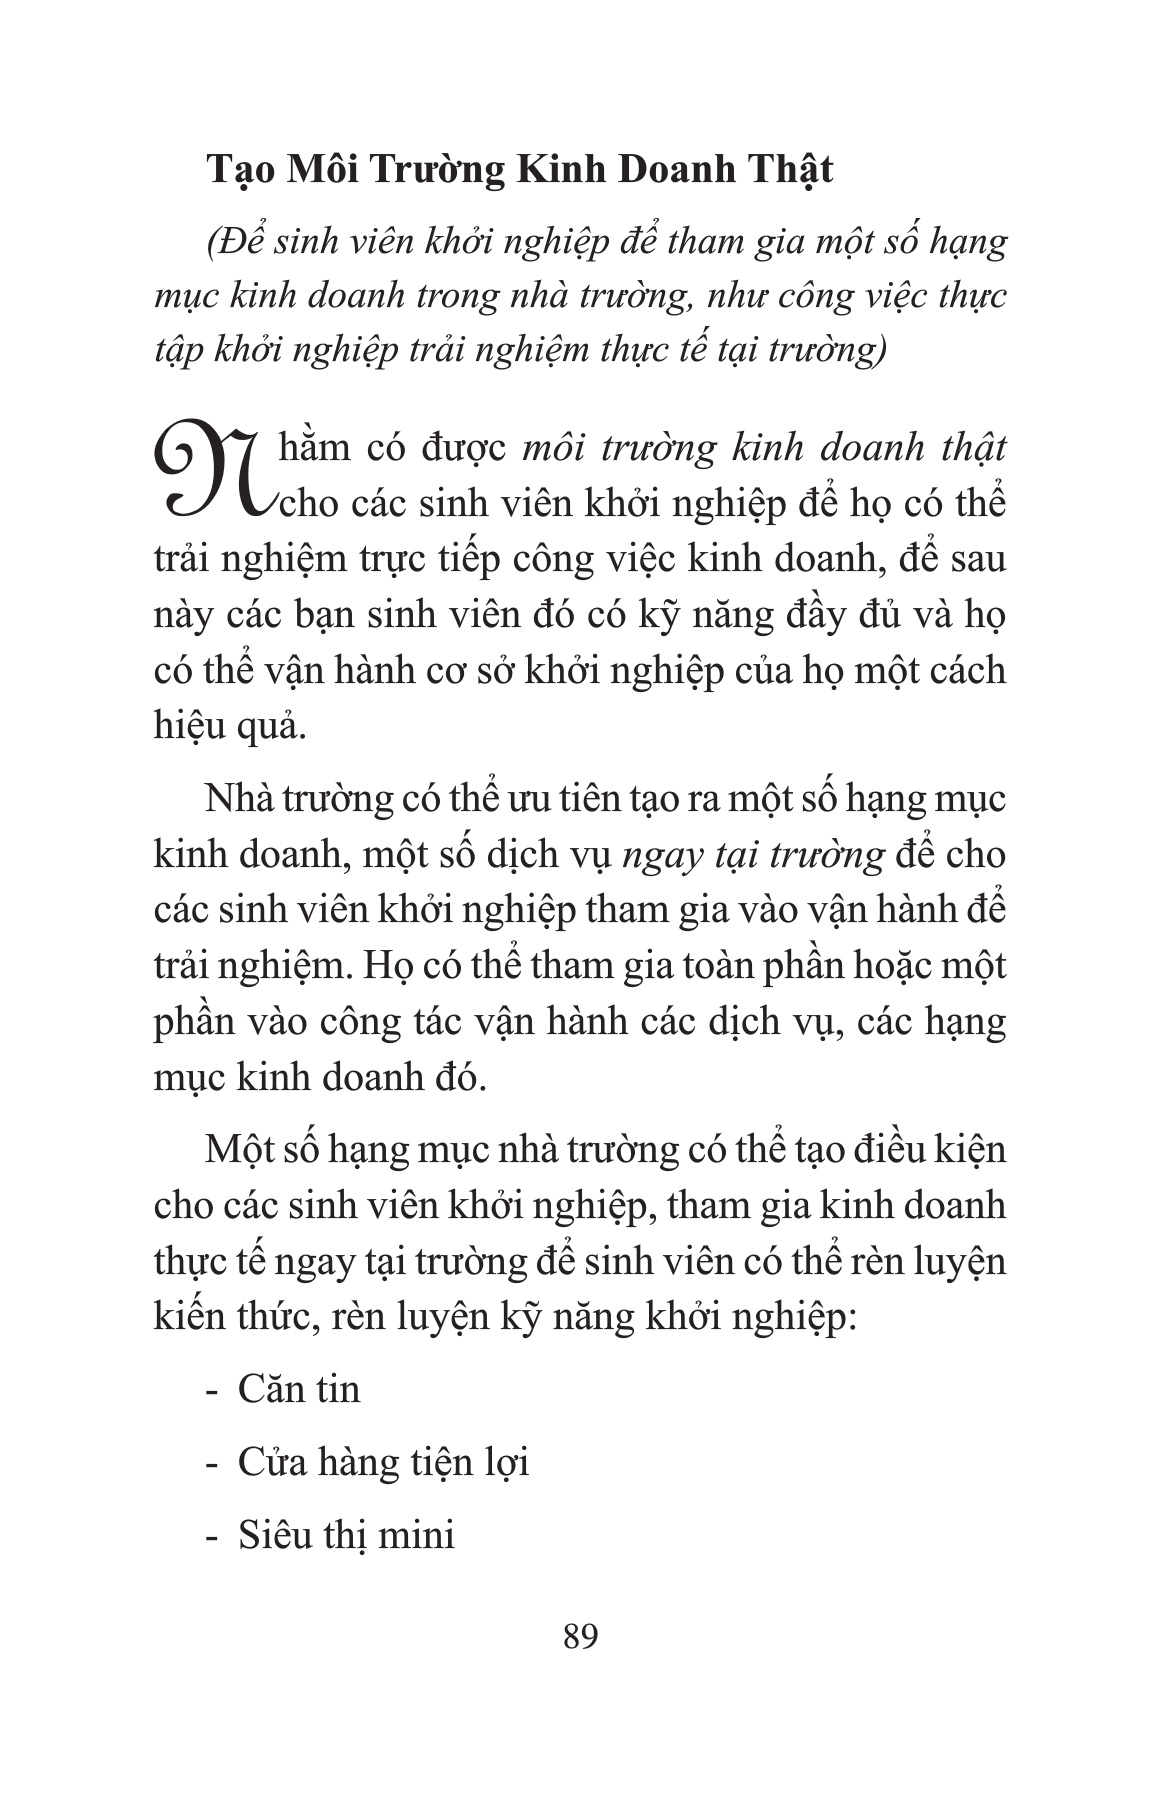 Tạo Môi Trường Kinh Doanh Thật
(Để sinh viên khởi nghiệp để tham gia một số hạng
mục kinh doanh trong nhà trường, như công việc thực
tập khởi nghiệp trải nghiệm thực tế tại trường)
Nhằm có được môi trường kinh doanh thật
cho các sinh viên khởi nghiệp để họ có thể
trải nghiệm trực tiếp công việc kinh doanh, để sau
này các bạn sinh viên đó có kỹ năng đầy đủ và họ
có thể vận hành cơ sở khởi nghiệp của họ một cách
hiệu quả.
Nhà trường có thể ưu tiên tạo ra một số hạng mục
kinh doanh, một số dịch vụ ngay tại trường để cho
các sinh viên khởi nghiệp tham gia vào vận hành để
trải nghiệm. Họ có thể tham gia toàn phần hoặc một
phần vào công tác vận hành các dịch vụ, các hạng
mục kinh doanh đó.
Một số hạng mục nhà trường có thể tạo điều kiện
cho các sinh viên khởi nghiệp, tham gia kinh doanh
thực tế ngay tại trường để sinh viên có thể rèn luyện
kiến thức, rèn luyện kỹ năng khởi nghiệp:
- Căn tin
- Cửa hàng tiện lợi
- Siêu thị mini
89